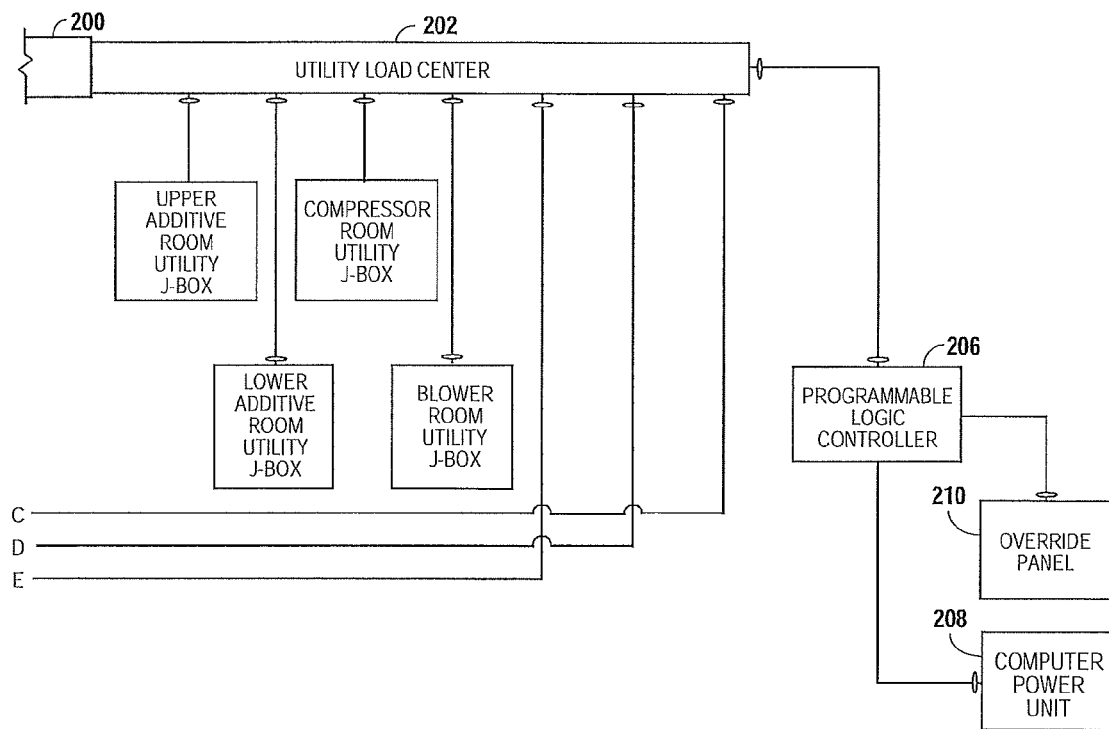 200
202
UTILITY LOAD CENTER
UPPER
ADDITIVE
ROOM
UTILITY
J-BOX
COMPRESSOR
ROOM
UTILITY
J-BOX
LOWER
ADDITIVE
ROOM
UTILITY
J-BOX
BLOWER
ROOM
UTILITY
J-BOX
206
PROGRAMMABLE
LOGIC
CONTROLLER
C
D
E
210
OVERRIDE
PANEL
208
COMPUTER
POWER
UNIT